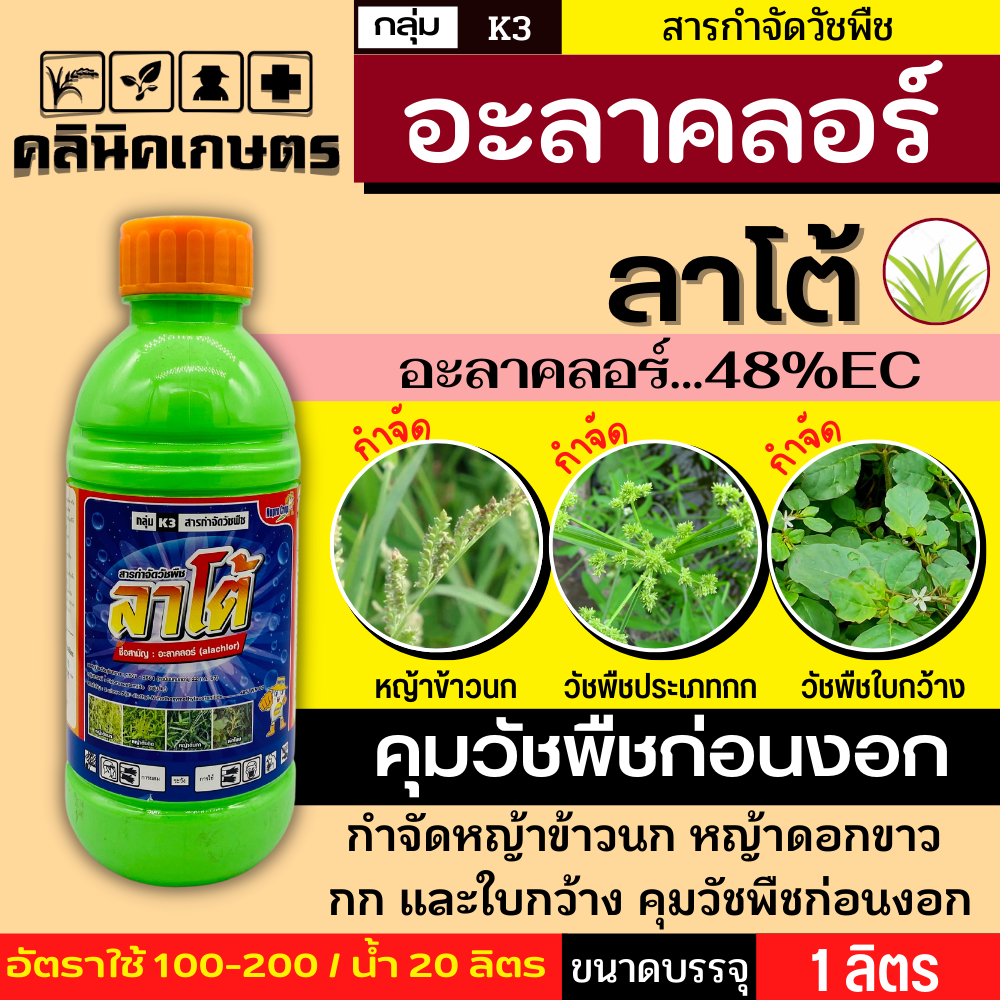 กลุ่ม K3 สารกำจัดวัชพืช
คลินิคเกษตร
อะลาคลอร์
ลาโต้
อะลาคลอร์...48%EC
กำจัด กำจัด กำจัด
หญ้าข้าวนก วัชพืชประเภทกก วัชพืชใบกว้าง
กลุ่ม K3 สารกำจัดวัชพืช
สารกำจัดวัชพืช
ลาโต้
ชื่อสามัญ : อะลาคลอร์ (alachlor)
คุมวัชพืชก่อนงอก
กำจัดหญ้าข้าวนก หญ้าดอกขาว
กก และใบกว้าง คุมวัชพืชก่อนงอก
อัตราใช้ 100-200 / น้ำ 20 ลิตร ขนาดบรรจุ 1 ลิตร